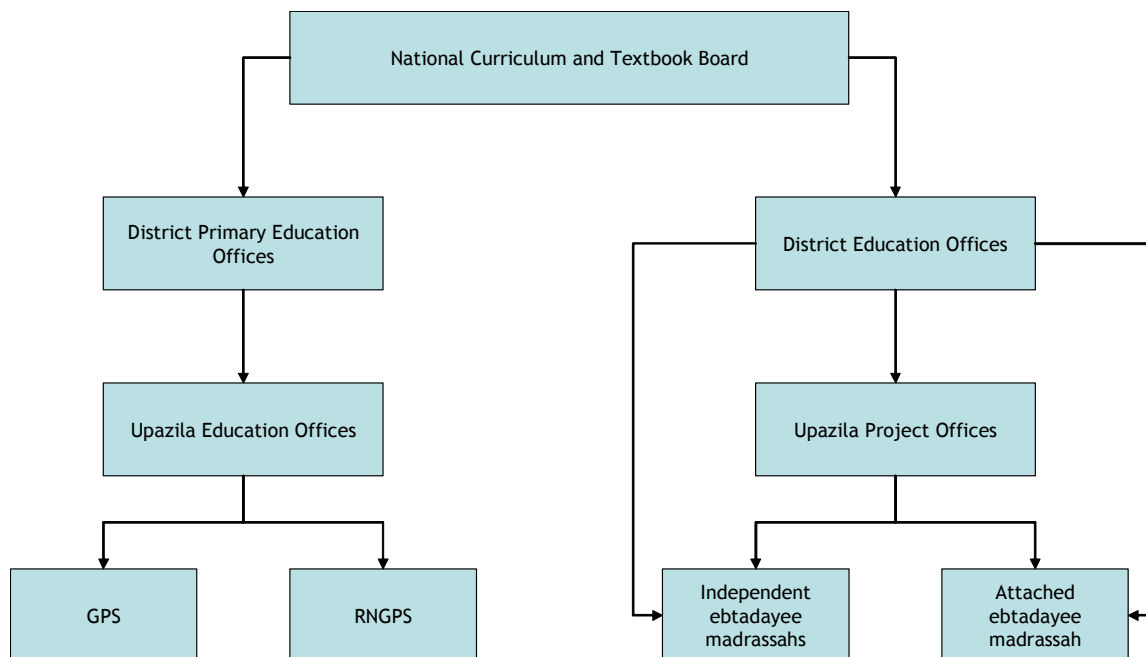 National Curriculum and Textbook Board
District Primary Education
Offices
District Education Offices
Upazila Education Offices
Upazila Project Offices
GPS
RNGPS
Independent
ebtadayee
madrassahs
Attached
ebtadayee
madrassah